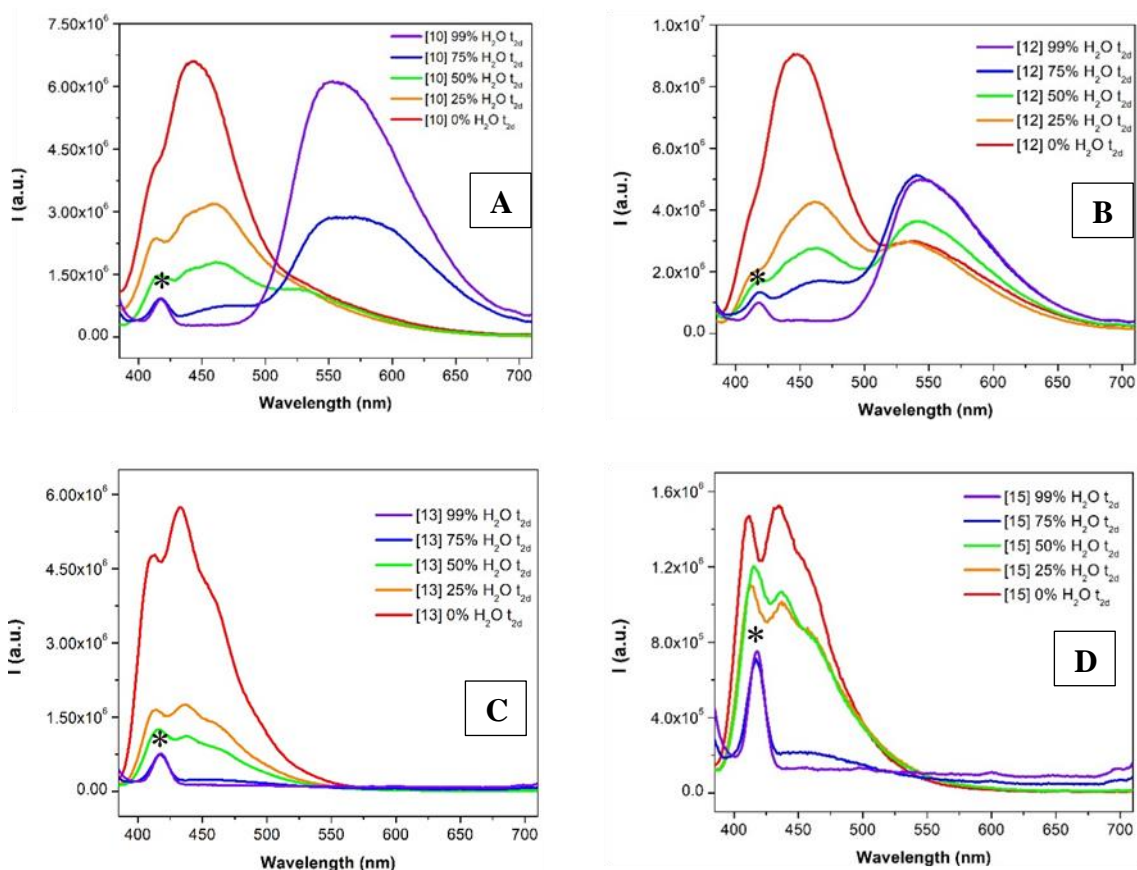 7.50x10⁶
6.00x10⁶
4.50x10⁶
3.00x10⁶
1.50x10⁶
0.00
I (a.u.)
[10] 99% H₂O t₂d
[10] 75% H₂O t₂d
[10] 50% H₂O t₂d
[10] 25% H₂O t₂d
[10] 0% H₂O t₂d
A
*
400 450 500 550 600 650 700
Wavelength (nm)
1.0x10⁷
8.0x10⁶
6.0x10⁶
4.0x10⁶
2.0x10⁶
0.0
I (a.u.)
[12] 99% H₂O t₂d
[12] 75% H₂O t₂d
[12] 50% H₂O t₂d
[12] 25% H₂O t₂d
[12] 0% H₂O t₂d
B
*
400 450 500 550 600 650 700
Wavelength (nm)
6.00x10⁶
4.50x10⁶
3.00x10⁶
1.50x10⁶
0.00
I (a.u.)
[13] 99% H₂O t₂d
[13] 75% H₂O t₂d
[13] 50% H₂O t₂d
[13] 25% H₂O t₂d
[13] 0% H₂O t₂d
C
*
400 450 500 550 600 650 700
Wavelength (nm)
1.6x10⁶
1.2x10⁶
8.0x10⁵
4.0x10⁵
0.0
I (a.u.)
[15] 99% H₂O t₂d
[15] 75% H₂O t₂d
[15] 50% H₂O t₂d
[15] 25% H₂O t₂d
[15] 0% H₂O t₂d
D
*
400 450 500 550 600 650 700
Wavelength (nm)